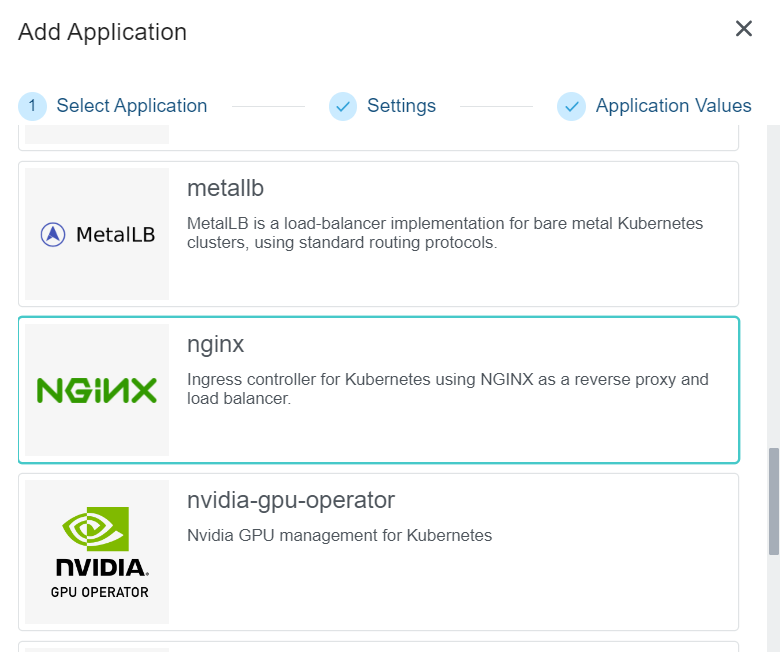 Add Application
1 Select Application Settings Application Values
metallb
MetalLB
MetalLB is a load-balancer implementation for bare metal Kubernetes
clusters, using standard routing protocols.
nginx
NGINX
Ingress controller for Kubernetes using NGINX as a reverse proxy and
load balancer.
nvidia-gpu-operator
Nvidia GPU management for Kubernetes
NVIDIA.
GPU OPERATOR